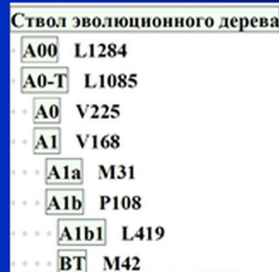 Ствол эволюционного дерева
A00 L1284
A0-T L1085
A0 V225
A1 V168
A1a M31
A1b P108
A1b1 L419
BT M42